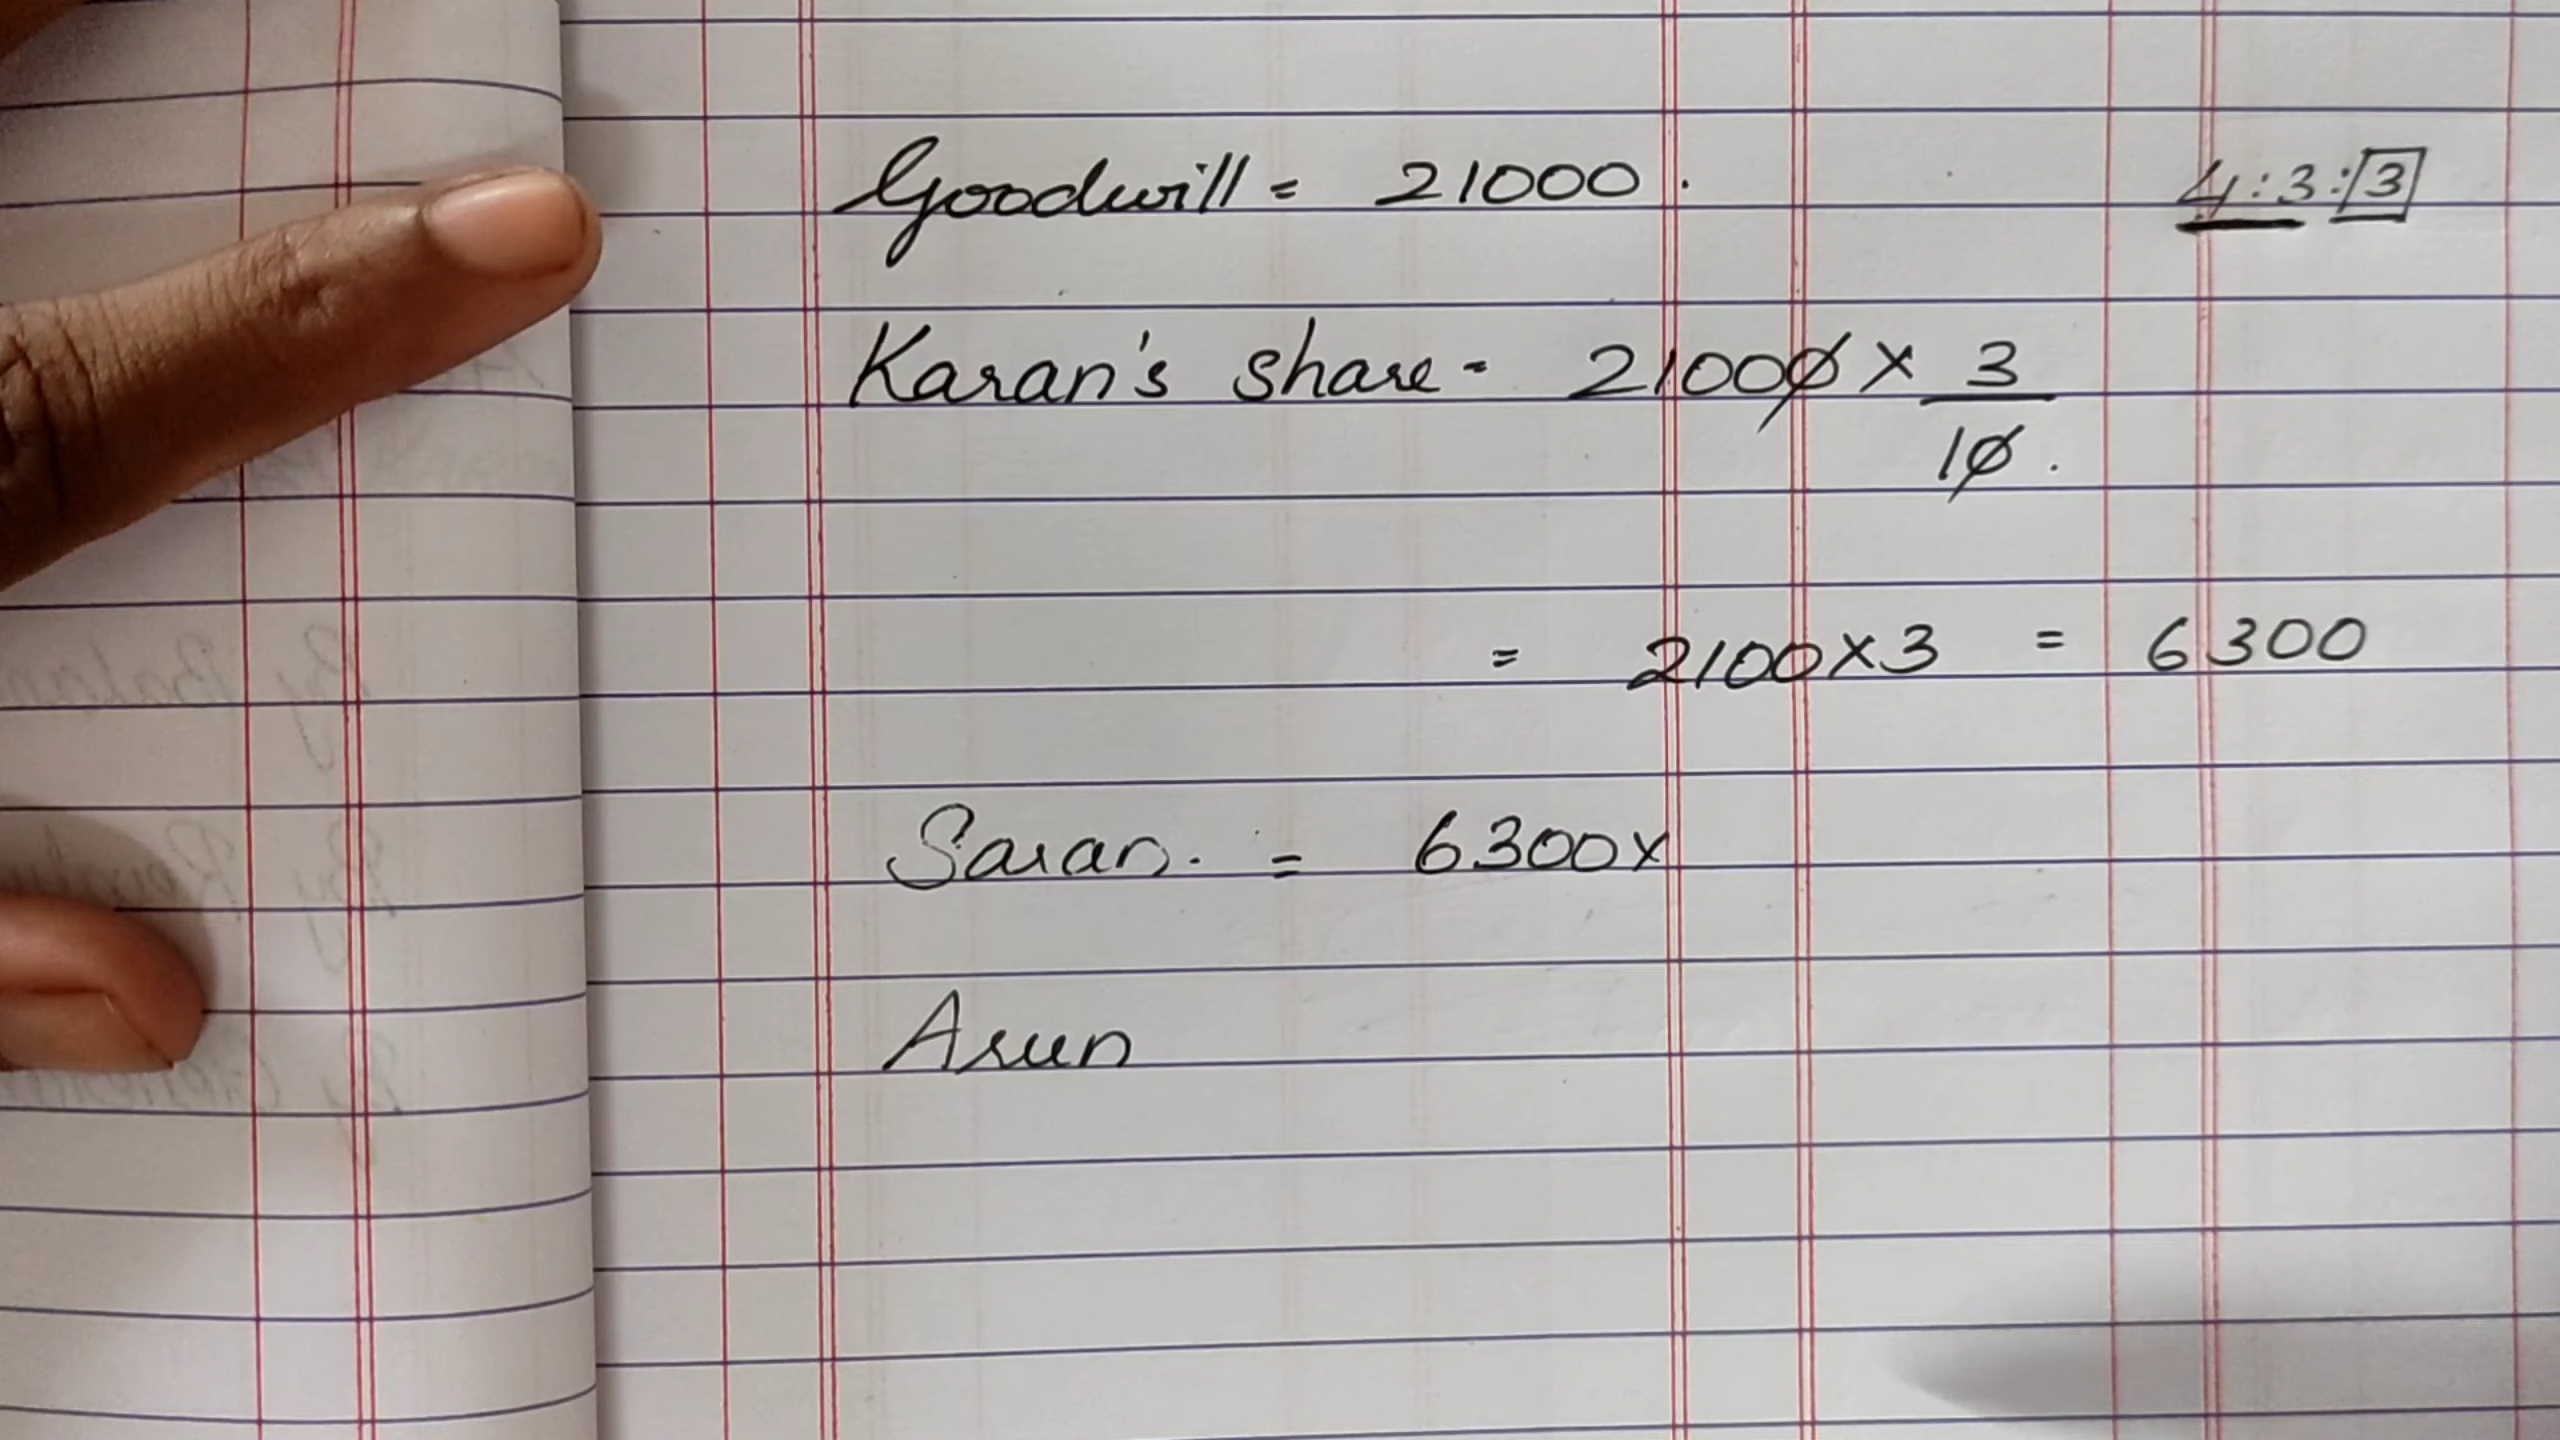 Goodwill = 21000. 4:3:3
Karan's share = 21000 × 3
10.
= 2100×3 = 6300
Saran. = 6300×
Arun